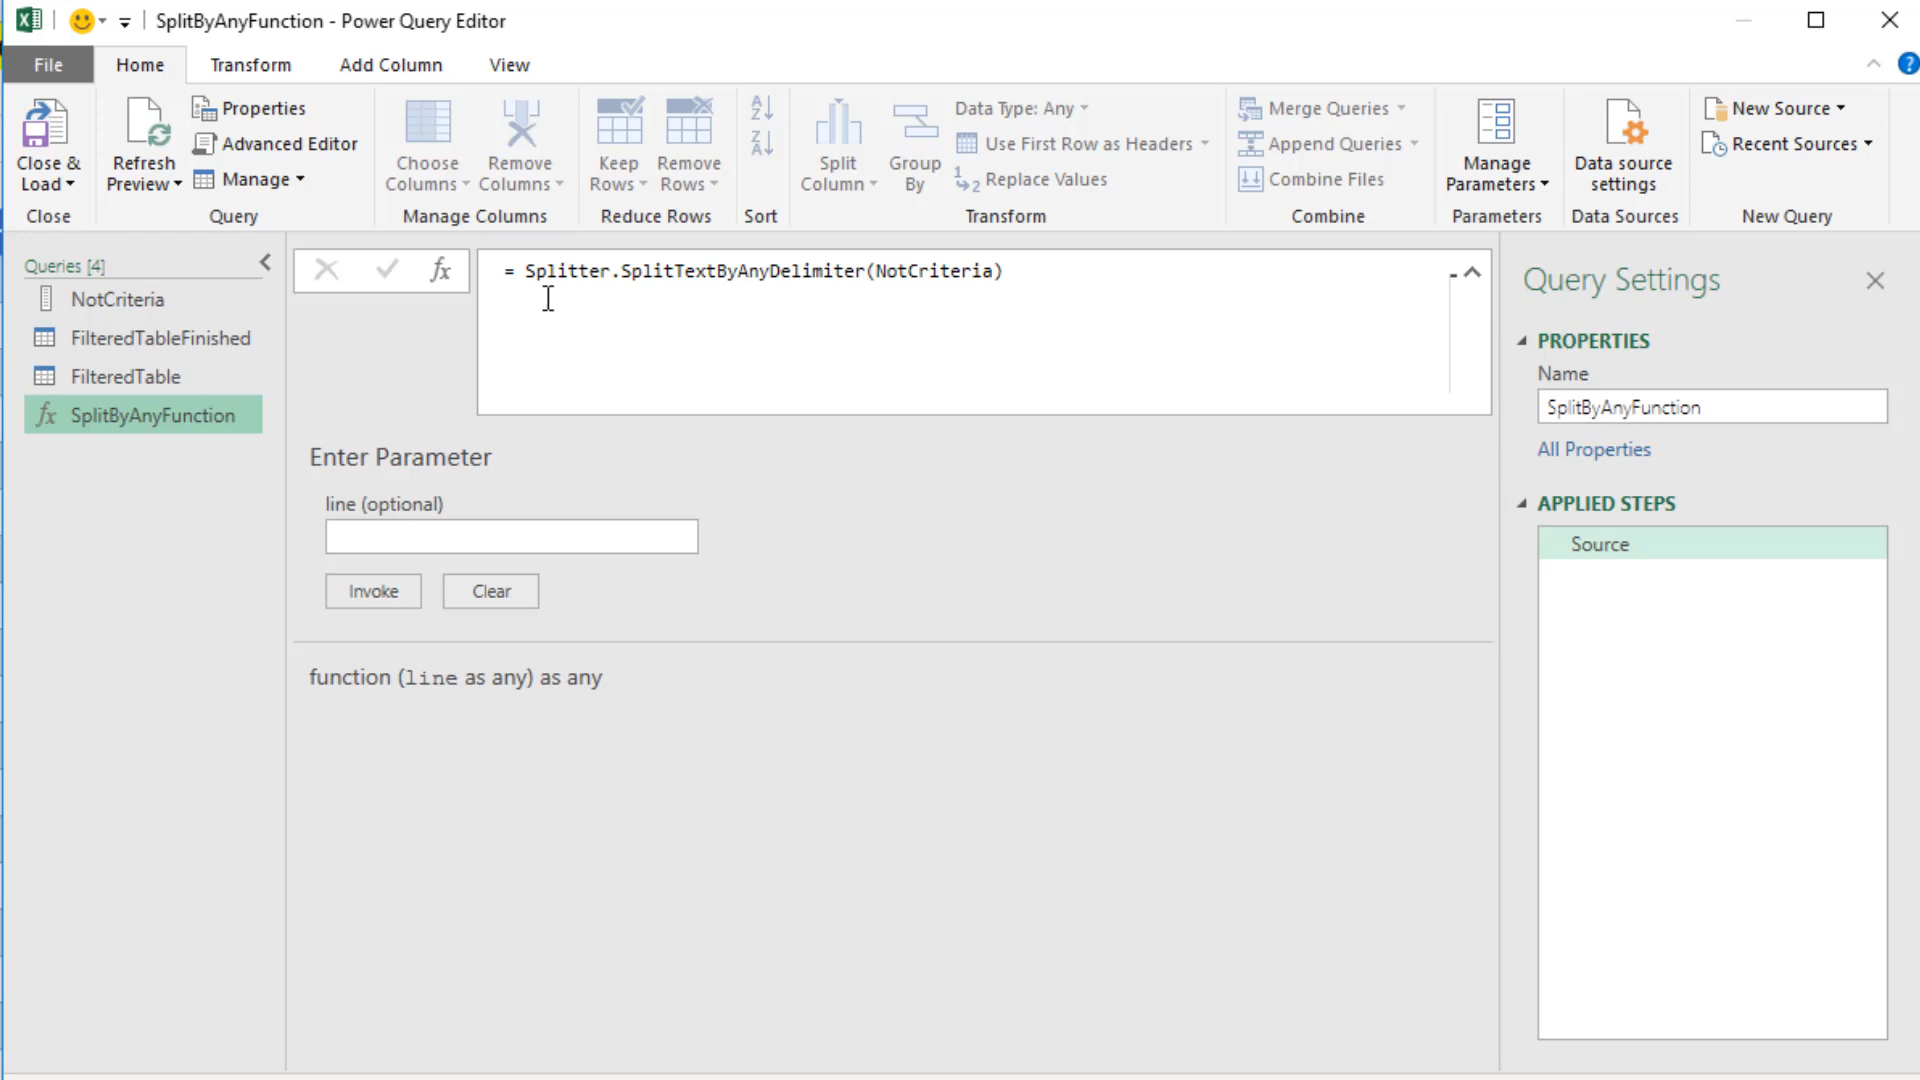 SplitByAnyFunction - Power Query Editor
File Home Transform Add Column View
Close & Load
Refresh Preview
Properties
Advanced Editor
Manage
Choose Columns
Remove Columns
Keep Rows
Remove Rows
Split Column
Group By
Data Type: Any
Use First Row as Headers
Replace Values
Merge Queries
Append Queries
Combine Files
Manage Parameters
Data source settings
New Source
Recent Sources
Close Query Manage Columns Reduce Rows Sort Transform Combine Parameters Data Sources New Query
Queries [4]
NotCriteria
FilteredTableFinished
FilteredTable
fx SplitByAnyFunction
fx
= Splitter.SplitTextByAnyDelimiter(NotCriteria)
Enter Parameter
line (optional)
Invoke Clear
function (line as any) as any
Query Settings
PROPERTIES
Name
SplitByAnyFunction
All Properties
APPLIED STEPS
Source